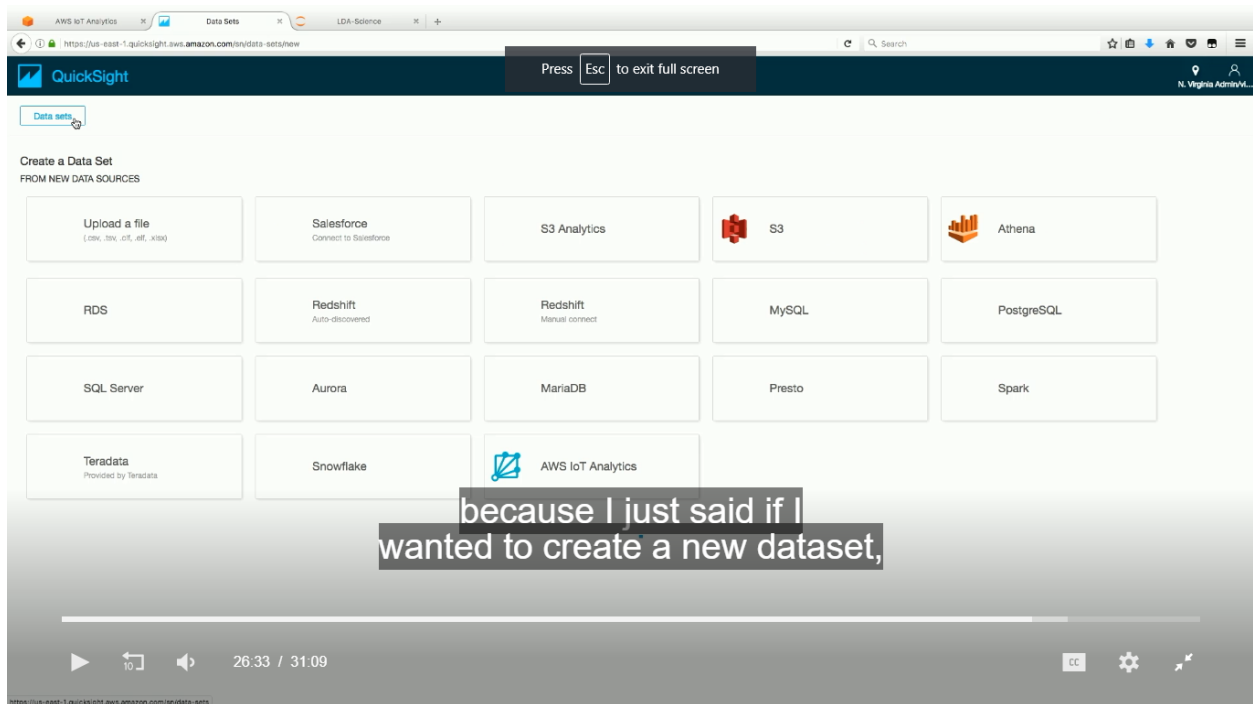 AWS IoT Analytics × Data Sets × LDA-Science × +
https://us-east-1.quicksight.aws.amazon.com/sn/data-sets/new
Search
Press Esc to exit full screen
QuickSight
N. Virginia Admin/vl...
Data sets
Create a Data Set
FROM NEW DATA SOURCES
Upload a file
(.csv, .tsv, .clf, .elf, .xlsx)
Salesforce
Connect to Salesforce
S3 Analytics
S3
Athena
RDS
Redshift
Auto-discovered
Redshift
Manual connect
MySQL
PostgreSQL
SQL Server
Aurora
MariaDB
Presto
Spark
Teradata
Provided by Teradata
Snowflake
AWS IoT Analytics
because I just said if I
wanted to create a new dataset,
10
26:33 / 31:09
CC
https://us-east-1.quicksight.aws.amazon.com/sn/data-sets